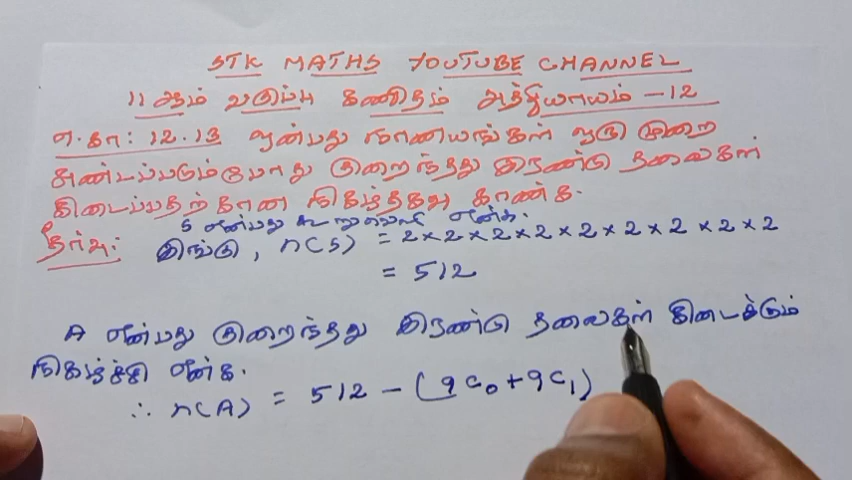 STK MATHS YOUTUBE CHANNEL
11 ஆம் வகுப்பு கணிதம் அத்தியாயம் - 12
எ.கா: 12.13 ஒன்பது நாணயங்கள் ஒரு முறை
சுண்டப்படும்போது குறைந்தது இரண்டு தலைகள்
கிடைப்பதற்கான நிகழ்தகவு காண்க.
S என்பது கூறுவெளி என்க.
தீர்வு: இங்கு, n(S) = 2×2×2×2×2×2×2×2×2
= 512
A என்பது குறைந்தது இரண்டு தலைகள் கிடைக்கும்
நிகழ்ச்சி என்க.
∴ n(A) = 512 - (9C₀ + 9C₁)